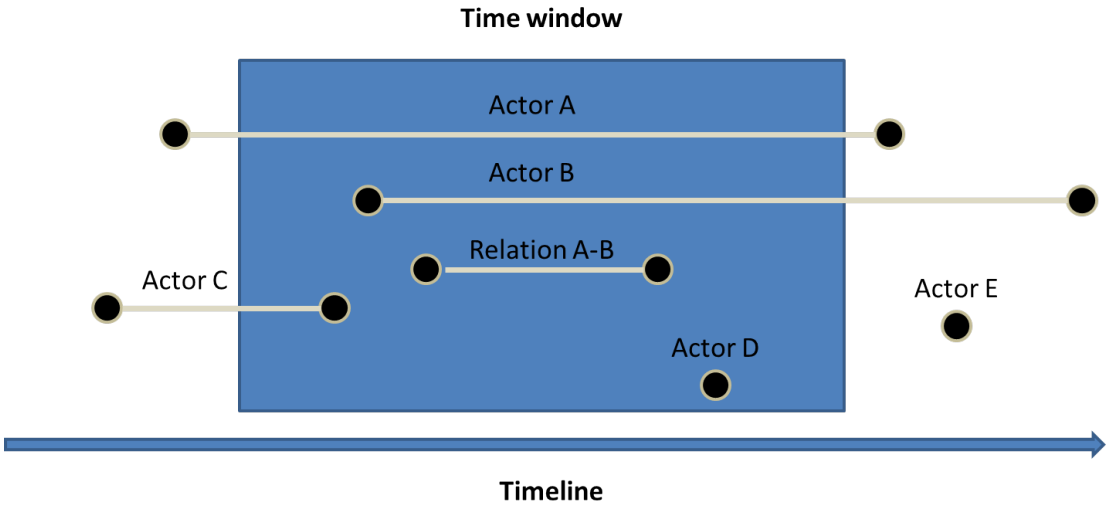 Time window
Actor A
Actor B
Relation A-B
Actor C
Actor E
Actor D
Timeline